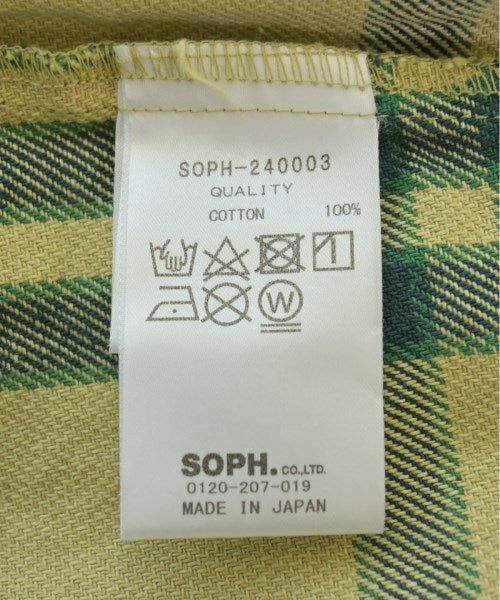 SOPH-240003
QUALITY
COTTON 100%
W
SOPH. CO.,LTD.
0120-207-019
MADE IN JAPAN